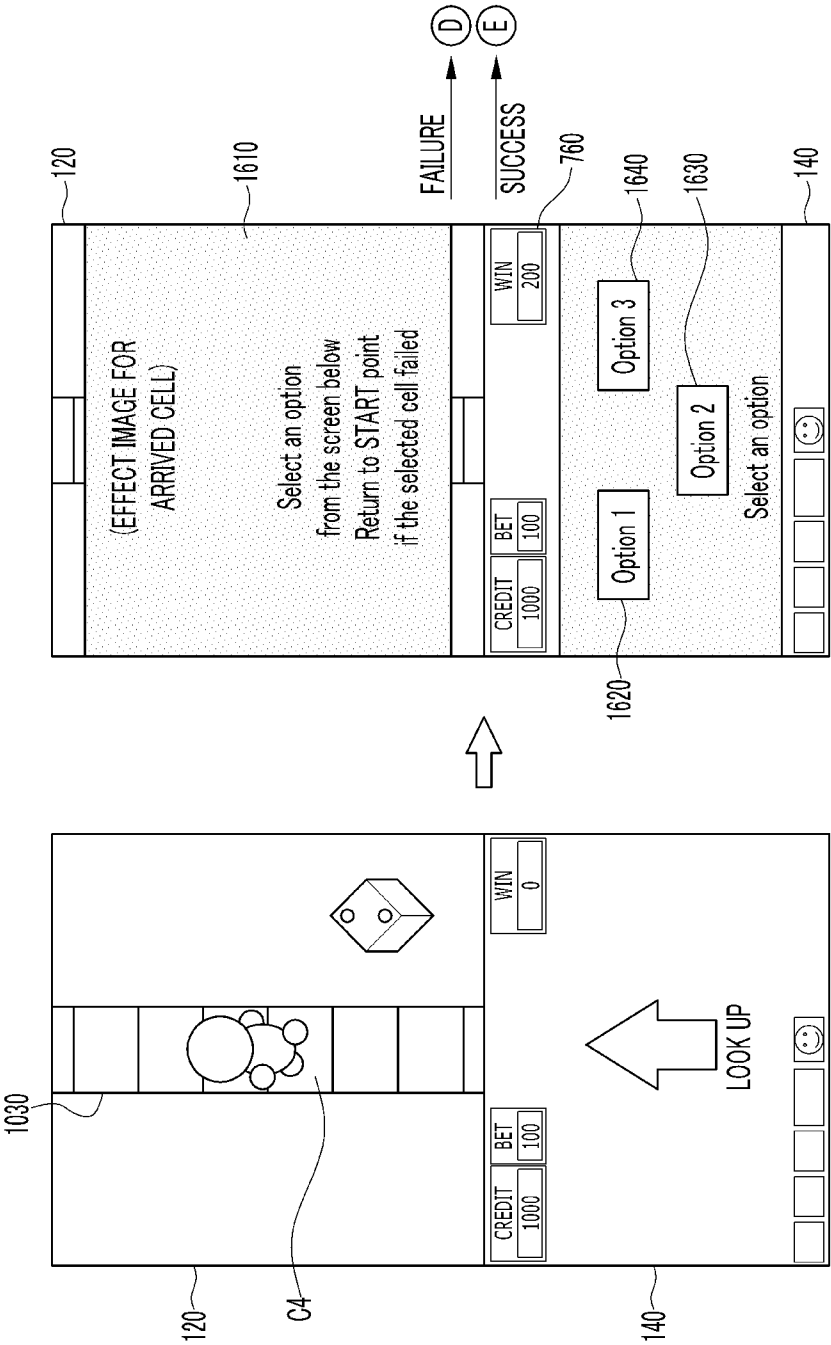 1030
120
C4
140
CREDIT
1000
BET
100
WIN
0
LOOK UP
120
1610
(EFFECT IMAGE FOR
ARRIVED CELL)
Select an option
from the screen below
Return to START point
if the selected cell failed
FAILURE
D
SUCCESS
E
CREDIT
1000
BET
100
WIN
200
760
Option 1
Option 2
Option 3
1620
1640
1630
Select an option
140